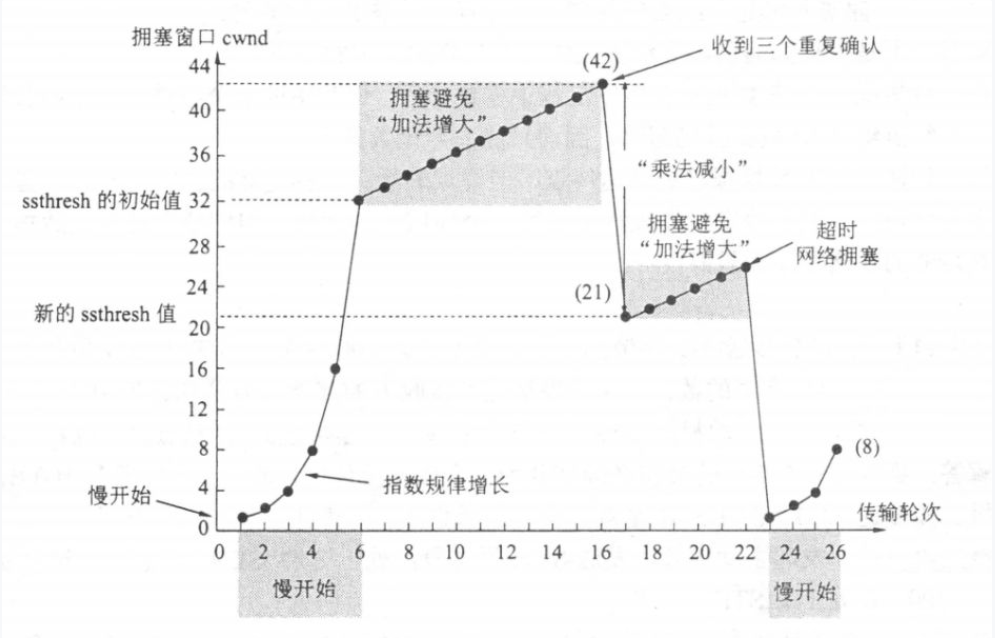 拥塞窗口 cwnd
44
40
36
32
28
24
20
16
12
8
4
0
ssthresh 的初始值
新的 ssthresh 值
慢开始
拥塞避免
“加法增大”
(42)
收到三个重复确认
“乘法减小”
拥塞避免
“加法增大”
(21)
超时
网络拥塞
(8)
指数规律增长
传输轮次
0 2 4 6 8 10 12 14 16 18 20 22 24 26
慢开始
慢开始